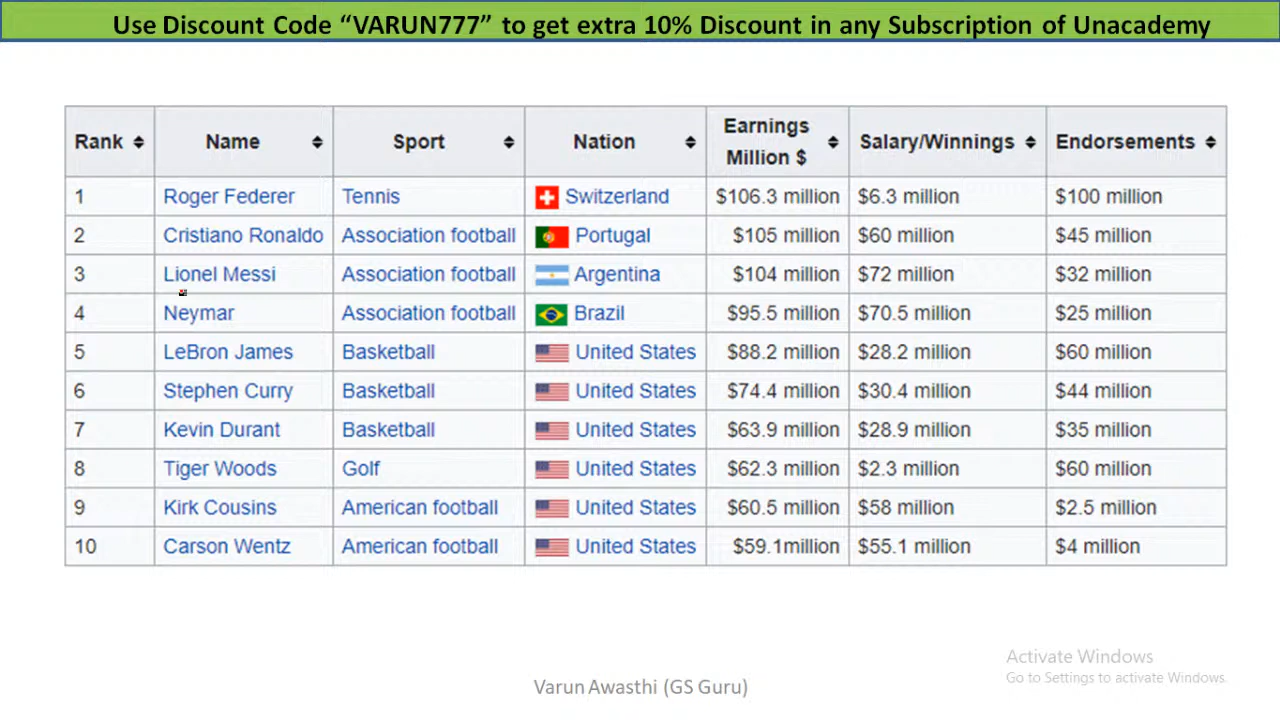 Use Discount Code “VARUN777” to get extra 10% Discount in any Subscription of Unacademy
Rank Name Sport Nation Earnings Million $ Salary/Winnings Endorsements
1 Roger Federer Tennis Switzerland $106.3 million $6.3 million $100 million
2 Cristiano Ronaldo Association football Portugal $105 million $60 million $45 million
3 Lionel Messi Association football Argentina $104 million $72 million $32 million
4 Neymar Association football Brazil $95.5 million $70.5 million $25 million
5 LeBron James Basketball United States $88.2 million $28.2 million $60 million
6 Stephen Curry Basketball United States $74.4 million $30.4 million $44 million
7 Kevin Durant Basketball United States $63.9 million $28.9 million $35 million
8 Tiger Woods Golf United States $62.3 million $2.3 million $60 million
9 Kirk Cousins American football United States $60.5 million $58 million $2.5 million
10 Carson Wentz American football United States $59.1million $55.1 million $4 million
Activate Windows
Go to Settings to activate Windows.
Varun Awasthi (GS Guru)